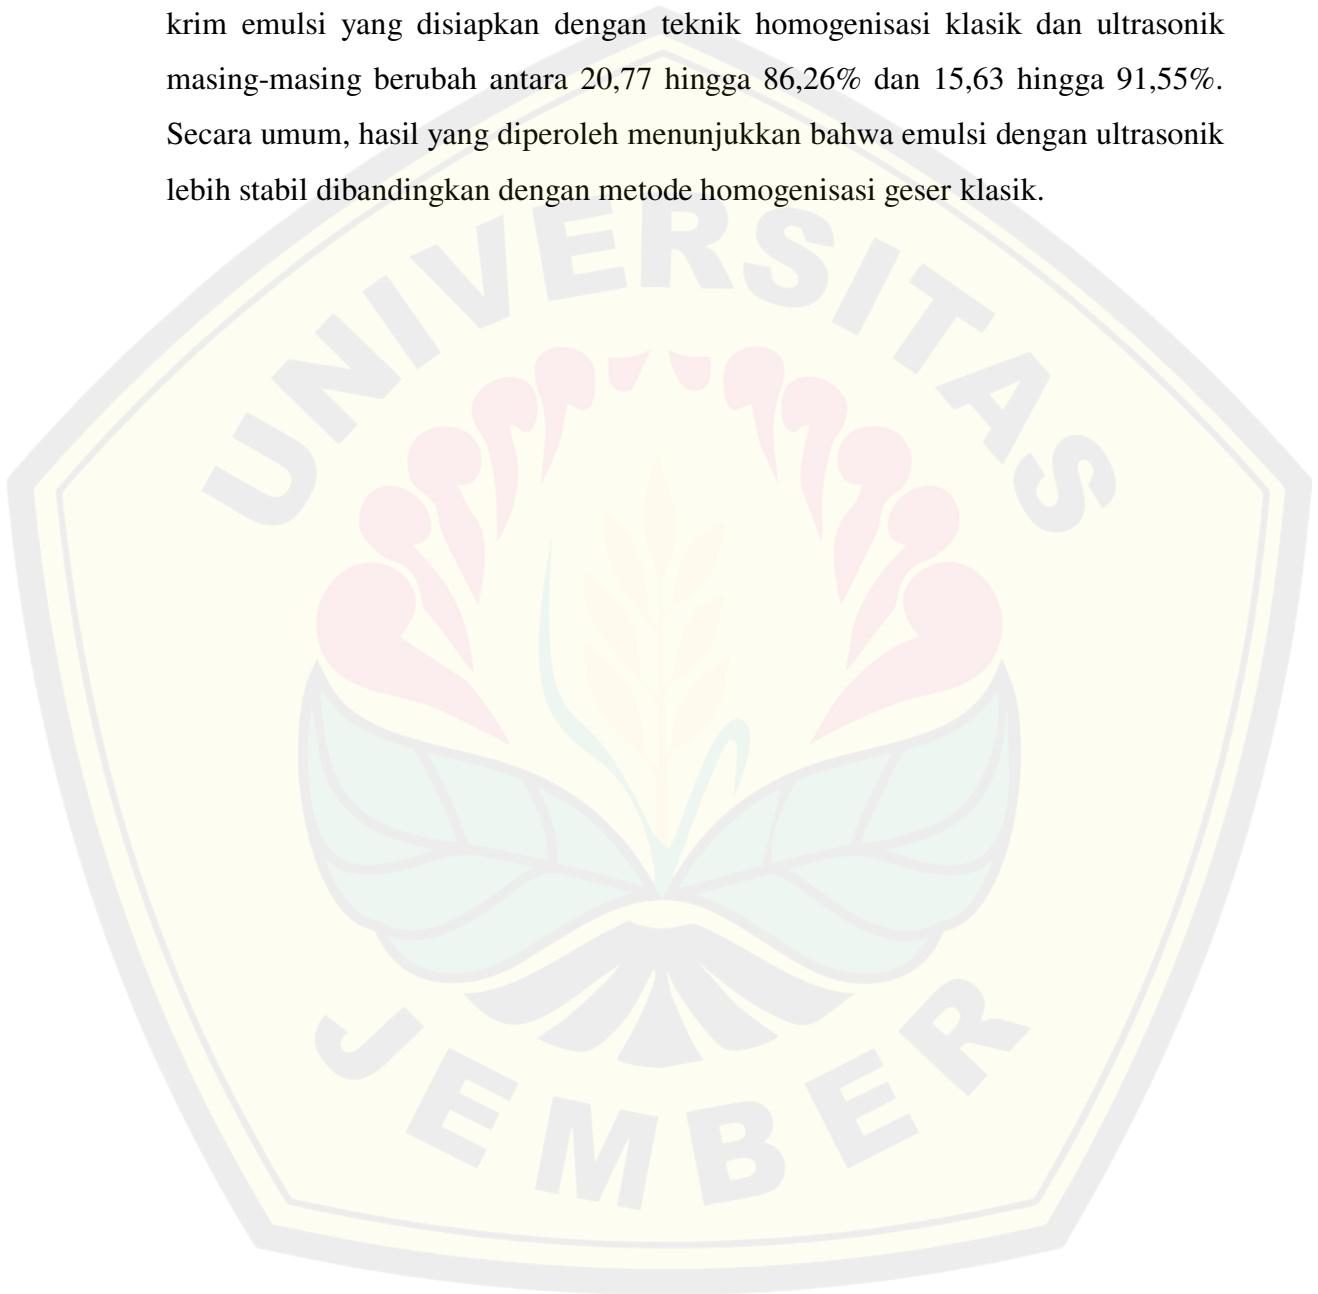 krim emulsi yang disiapkan dengan teknik homogenisasi klasik dan ultrasonik
masing-masing berubah antara 20,77 hingga 86,26% dan 15,63 hingga 91,55%.
Secara umum, hasil yang diperoleh menunjukkan bahwa emulsi dengan ultrasonik
lebih stabil dibandingkan dengan metode homogenisasi geser klasik.
UNIVERSITAS
JEMBER